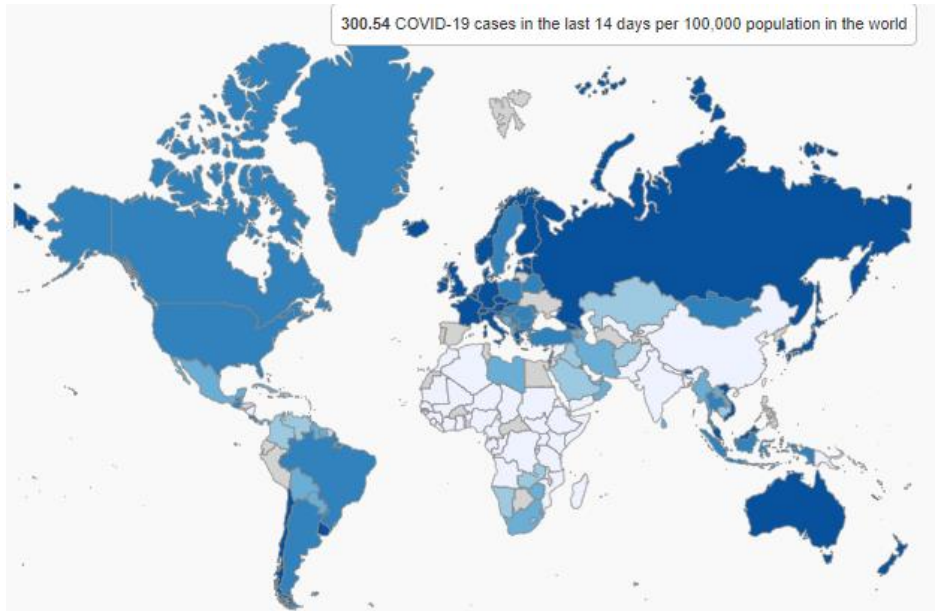 300.54 COVID-19 cases in the last 14 days per 100,000 population in the world